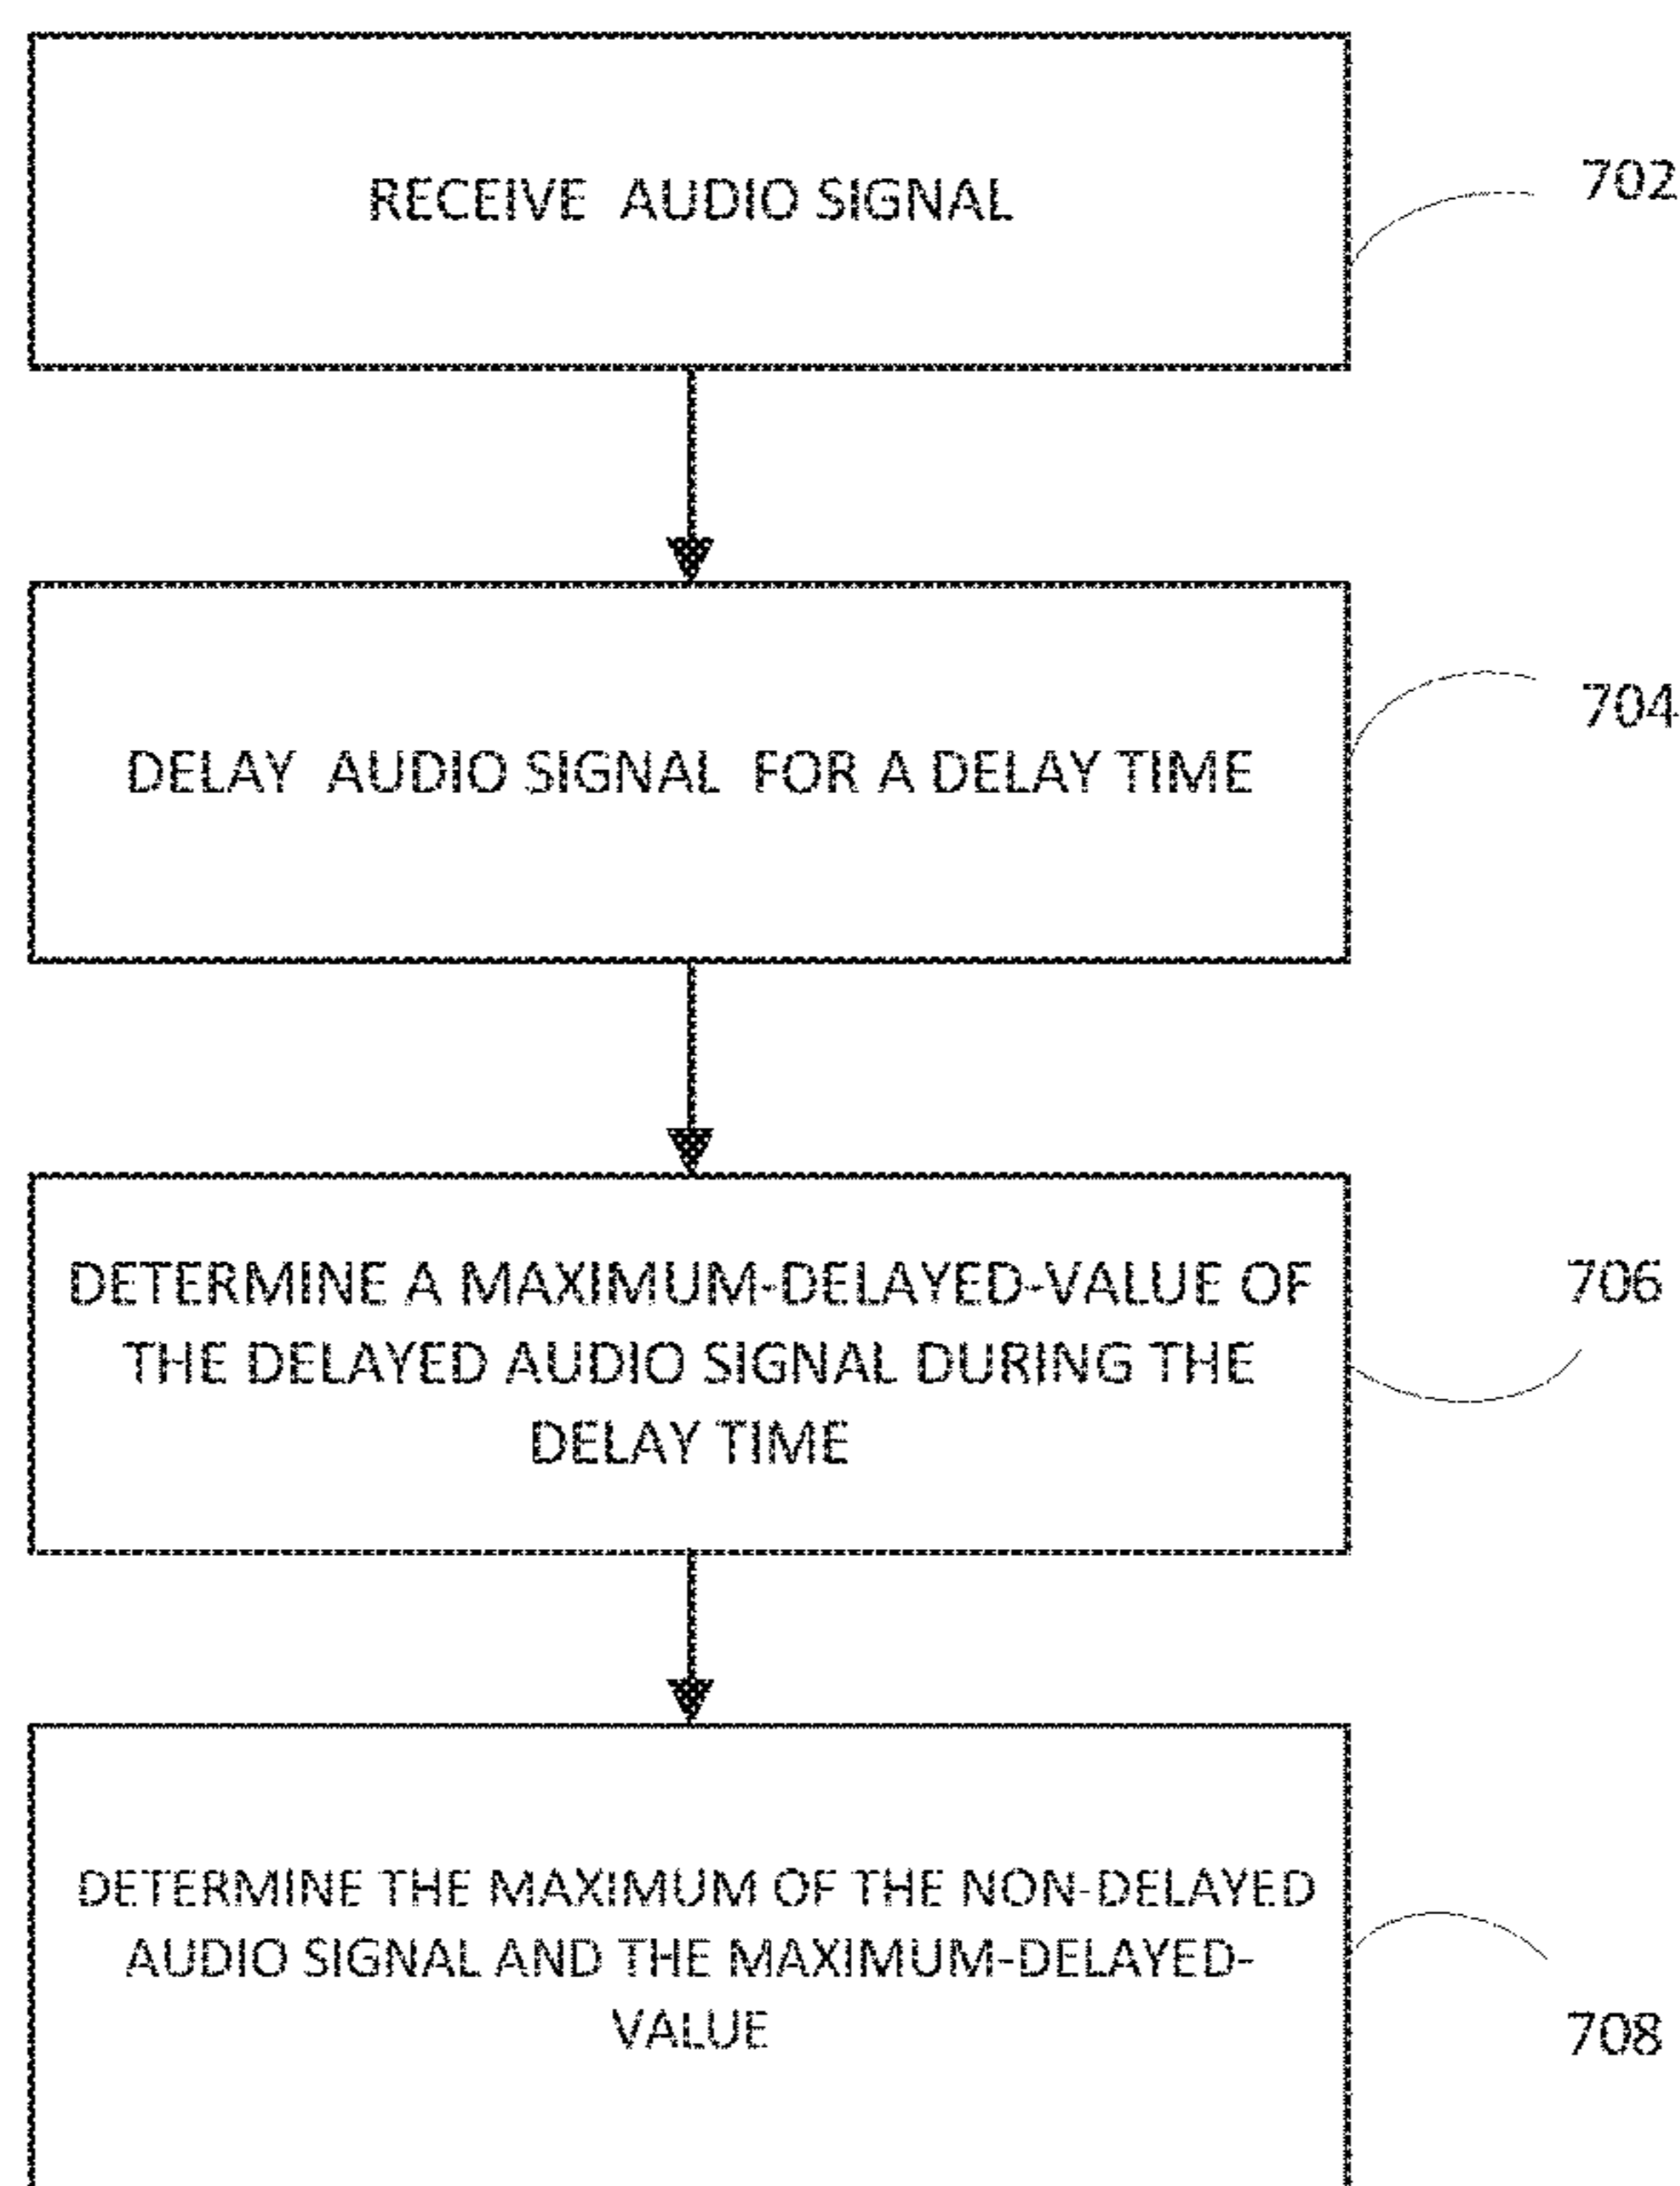 RECEIVE AUDIO SIGNAL
702
DELAY AUDIO SIGNAL FOR A DELAY TIME
704
DETERMINE A MAXIMUM-DELAYED-VALUE OF
THE DELAYED AUDIO SIGNAL DURING THE
DELAY TIME
706
DETERMINE THE MAXIMUM OF THE NON-DELAYED
AUDIO SIGNAL AND THE MAXIMUM-DELAYED-
VALUE
708